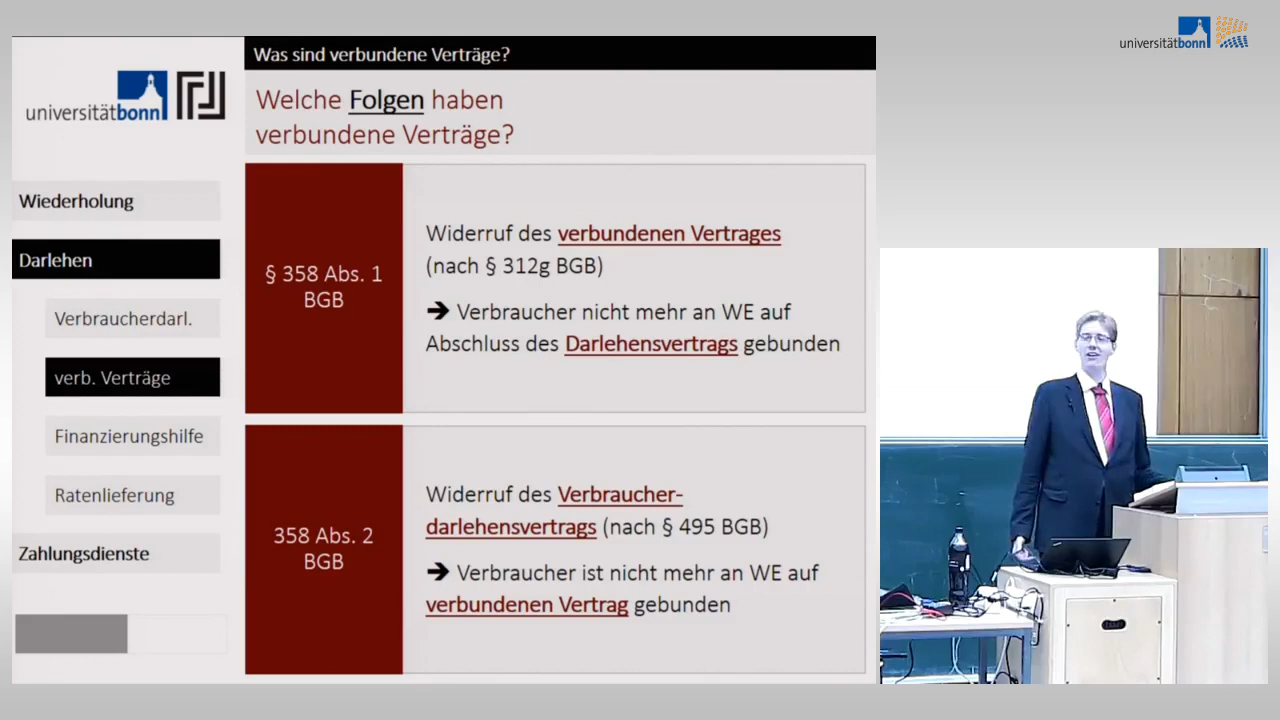 universitätbonn
Was sind verbundene Verträge?
universitätbonn
Welche Folgen haben
verbundene Verträge?
Wiederholung
Darlehen
Verbraucherdarl.
verb. Verträge
Finanzierungshilfe
Ratenlieferung
Zahlungsdienste
§ 358 Abs. 1
BGB
Widerruf des verbundenen Vertrages
(nach § 312g BGB)
➔ Verbraucher nicht mehr an WE auf
Abschluss des Darlehensvertrags gebunden
358 Abs. 2
BGB
Widerruf des Verbraucher-
darlehensvertrags (nach § 495 BGB)
➔ Verbraucher ist nicht mehr an WE auf
verbundenen Vertrag gebunden